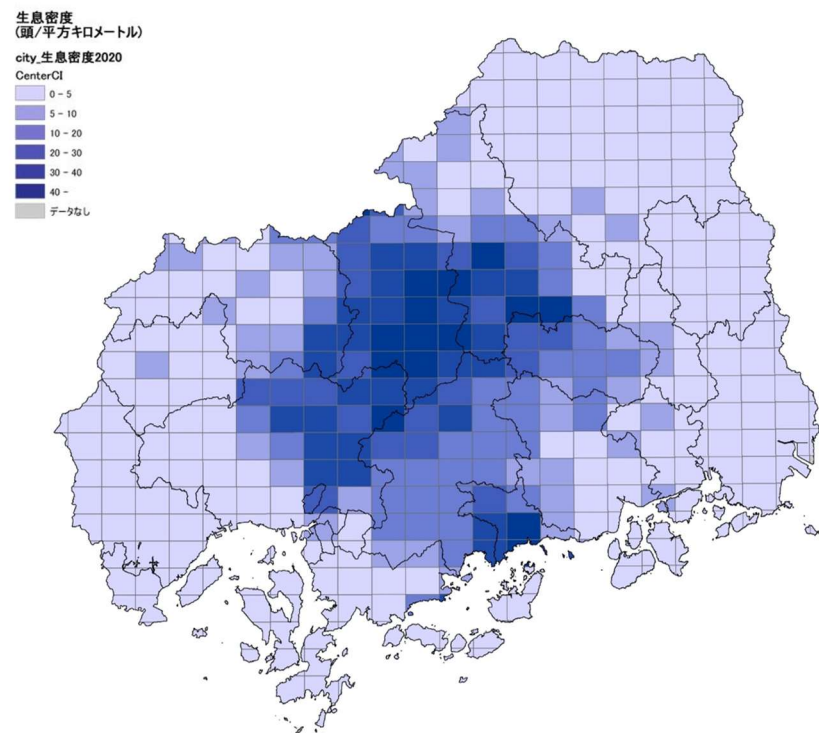 生息密度
(頭/平方キロメートル)
city_生息密度2020
CenterCI
0 - 5
5 - 10
10 - 20
20 - 30
30 - 40
40 -
データなし